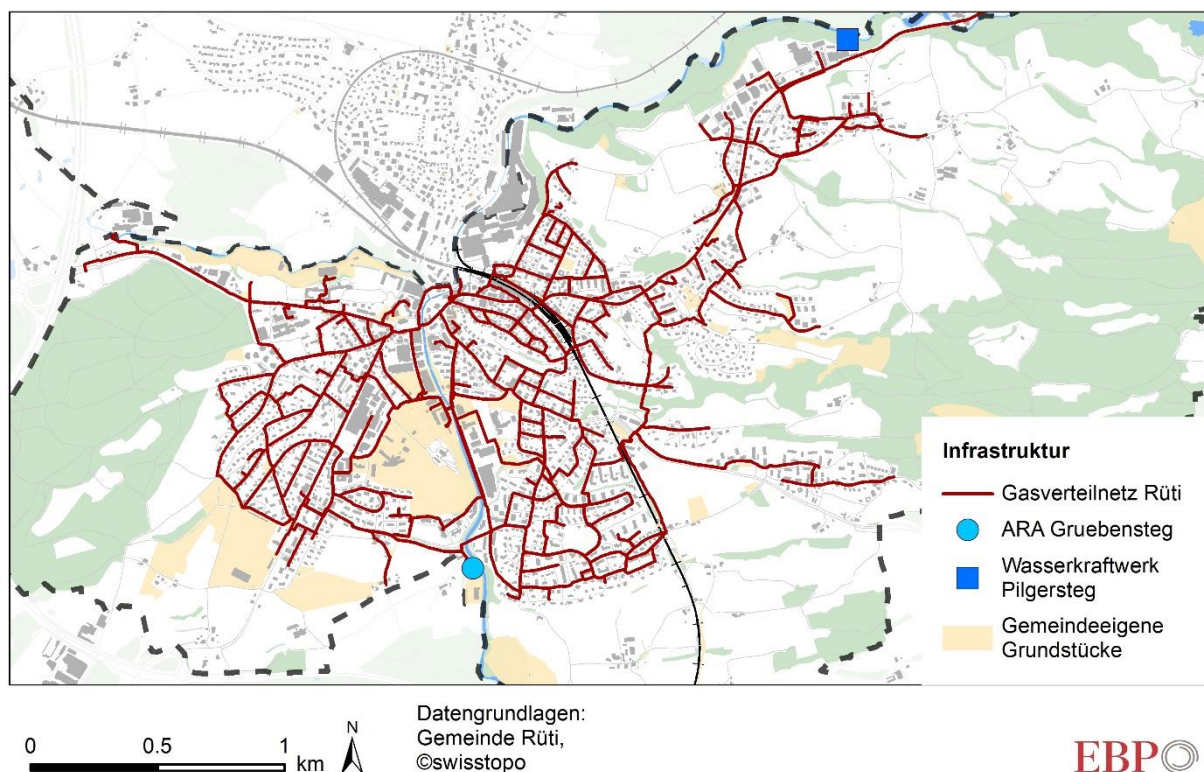 Infrastruktur
Gasverteilnetz Rüti
ARA Gruebensteg
Wasserkraftwerk
Pilgersteg
Gemeindeeigene
Grundstücke
0 0.5 1
km
N
Datengrundlagen:
Gemeinde Rüti,
©swisstopo
EBP